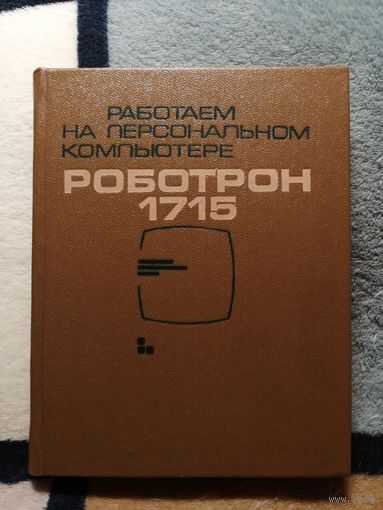 РАБОТАЕМ
НА ПЕРСОНАЛЬНОМ
КОМПЬЮТЕРЕ
РОБОТРОН
1715